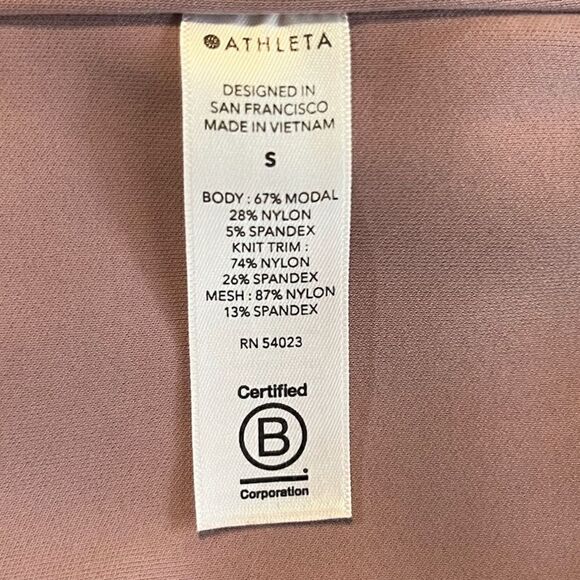 ATHLETA
DESIGNED IN
SAN FRANCISCO
MADE IN VIETNAM
S
BODY : 67% MODAL
28% NYLON
5% SPANDEX
KNIT TRIM :
74% NYLON
26% SPANDEX
MESH : 87% NYLON
13% SPANDEX
RN 54023
Certified
B
Corporation